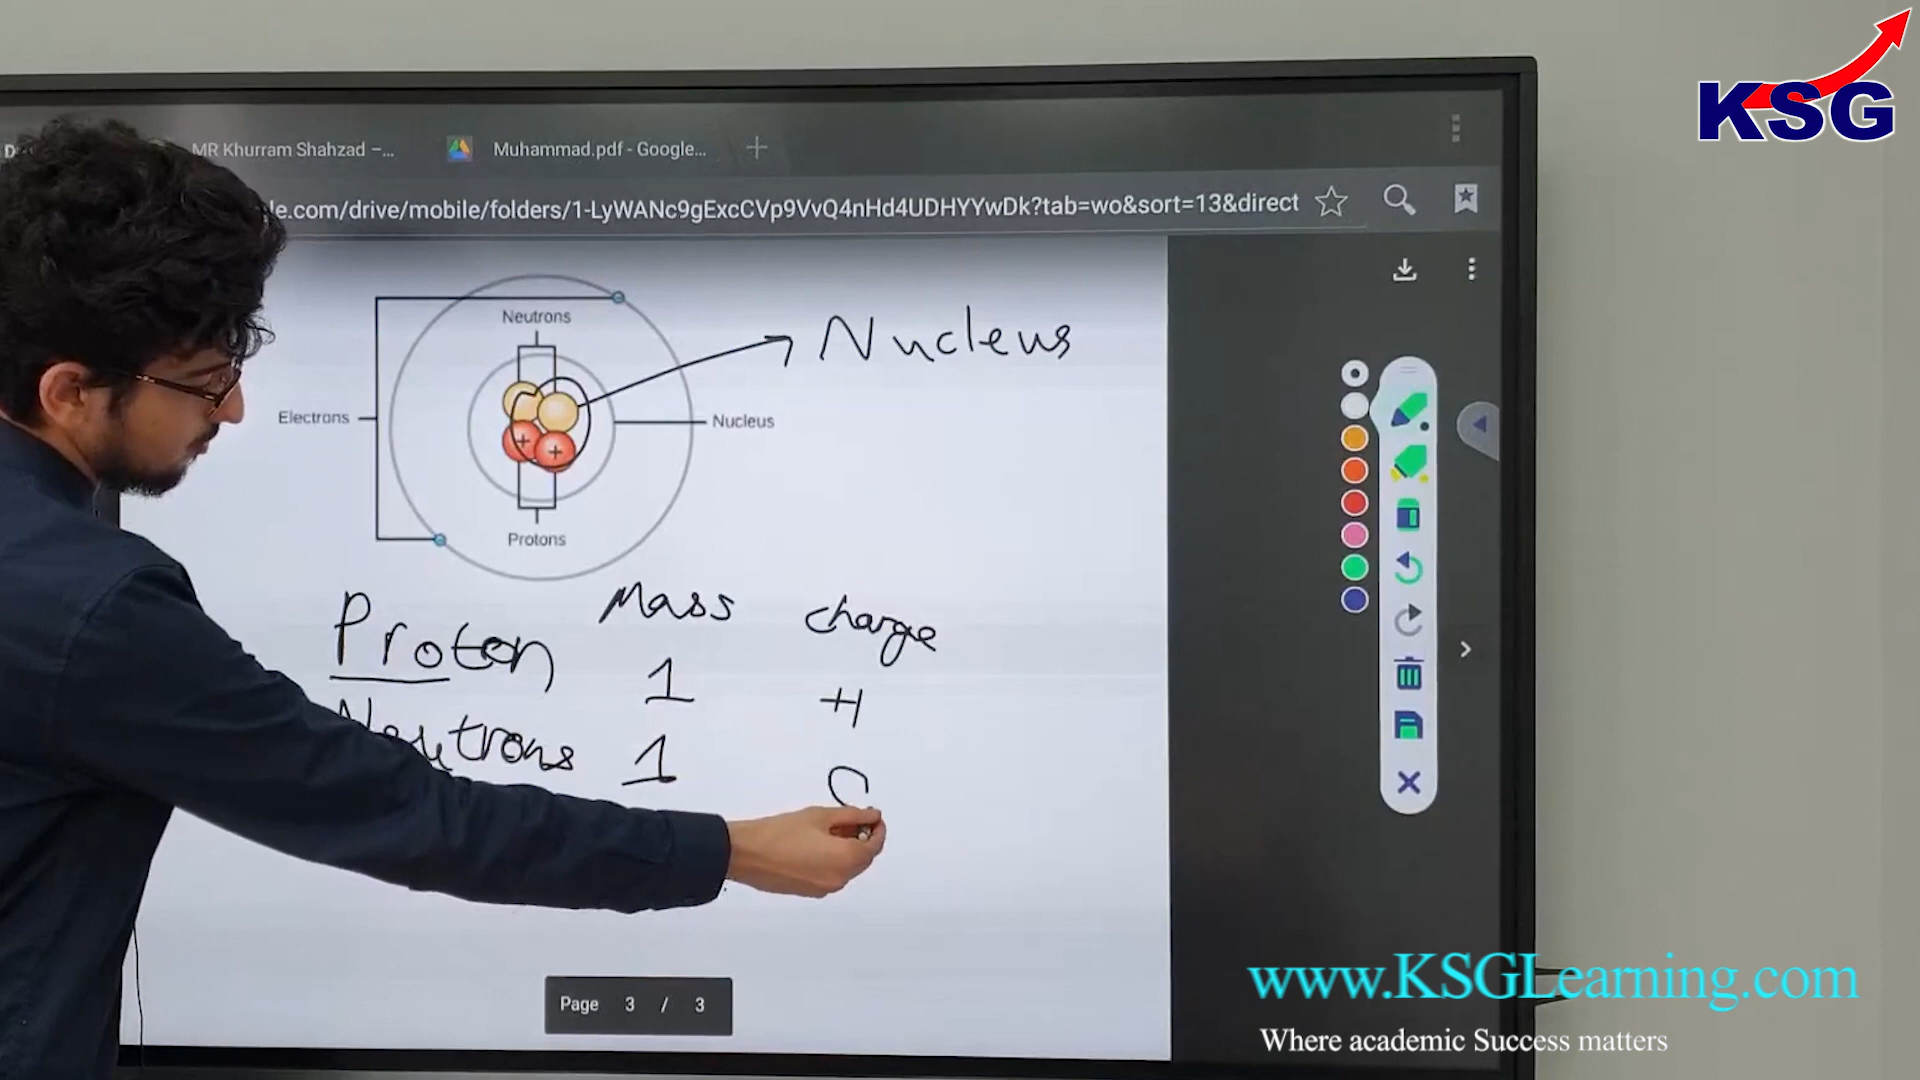 KSG
MR Khurram Shahzad –...
Muhammad.pdf - Google...
le.com/drive/mobile/folders/1-LyWANc9gExcCVp9VvQ4nHd4UDHYYwDk?tab=wo&sort=13&direct
Neutrons
Nucleus
Electrons
Nucleus
+ +
Protons
Mass charge
Proton 1 +1
Neutrons 1
Page 3 / 3
www.KSGLearning.com
Where academic Success matters